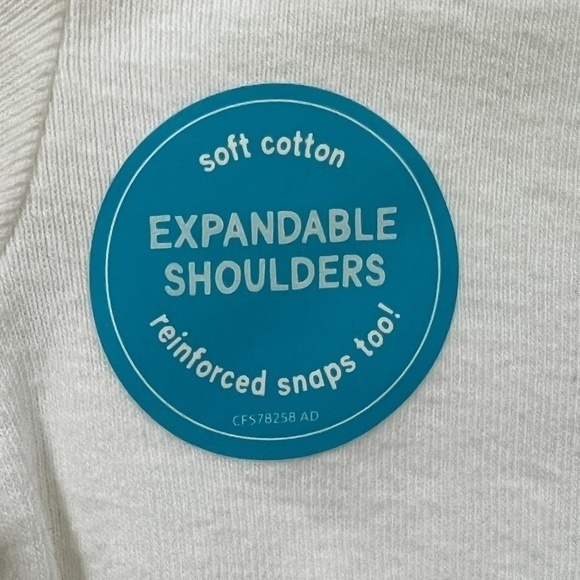 soft cotton
EXPANDABLE
SHOULDERS
reinforced snaps too!
CFS78258 AD